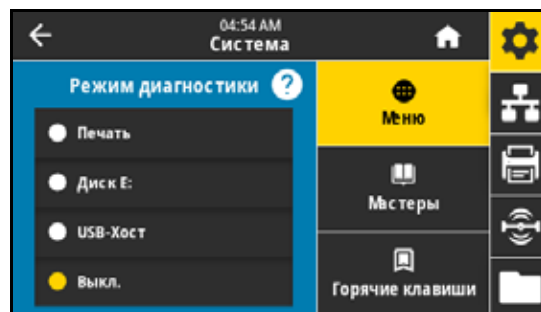 04:54 AM
Система
Режим диагностики ?
Печать
Диск E:
USB-Хост
Выкл.
Меню
Мастеры
Горячие клавиши